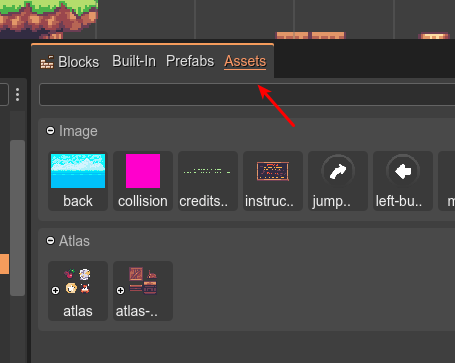 Blocks Built-In Prefabs Assets
Image
back collision credits.. instruc.. jump.. left-bu..
Atlas
atlas atlas-..